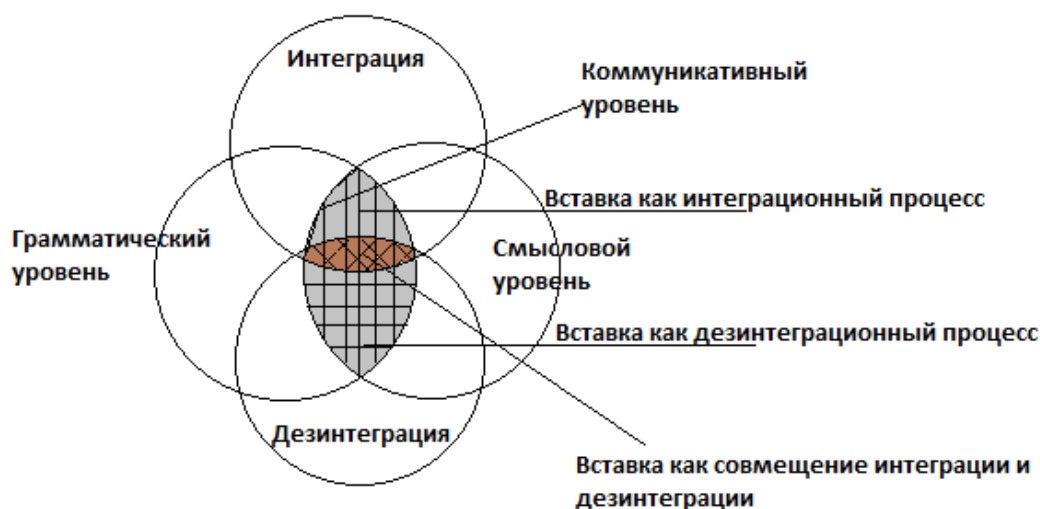 Интеграция
Коммуникативный
уровень
Вставка как интеграционный процесс
Грамматический
уровень
Смысловой
уровень
Вставка как дезинтеграционный процесс
Дезинтеграция
Вставка как совмещение интеграции и
дезинтеграции